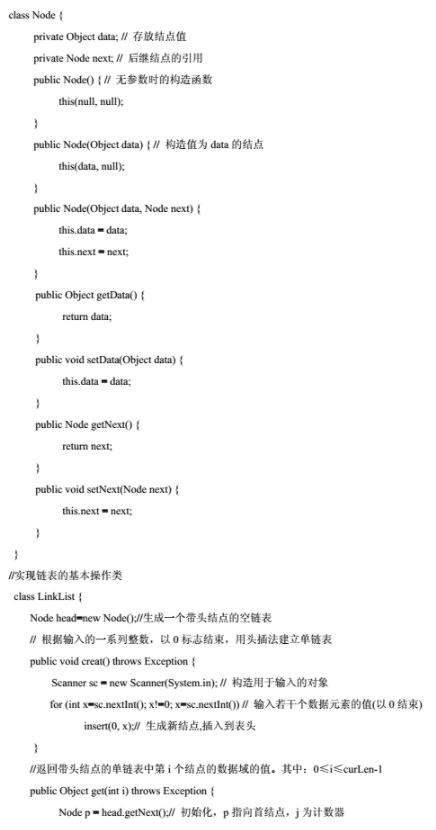 class Node {
private Object data; // 存放结点值
private Node next; // 后继结点的引用
public Node() { // 无参数时的构造函数
this(null, null);
}
public Node(Object data) { // 构造值为 data 的结点
this(data, null);
}
public Node(Object data, Node next) {
this.data = data;
this.next = next;
}
public Object getData() {
return data;
}
public void setData(Object data) {
this.data = data;
}
public Node getNext() {
return next;
}
public void setNext(Node next) {
this.next = next;
}
}
//实现链表的基本操作类
class LinkList {
Node head=new Node();//生成一个带头结点的空链表
// 根据输入的一系列整数，以 0 标志结束，用头插法建立单链表
public void creat() throws Exception {
Scanner sc = new Scanner(System.in); // 构造用于输入的对象
for (int x=sc.nextInt(); x!=0; x=sc.nextInt()) // 输入若干个数据元素的值(以 0 结束)
insert(0, x);// 生成新结点,插入到表头
}
//返回带头结点的单链表中第 i 个结点的数据域的值。其中：0≤i≤curLen-1
public Object get(int i) throws Exception {
Node p = head.getNext();// 初始化，p 指向首结点，j 为计数器